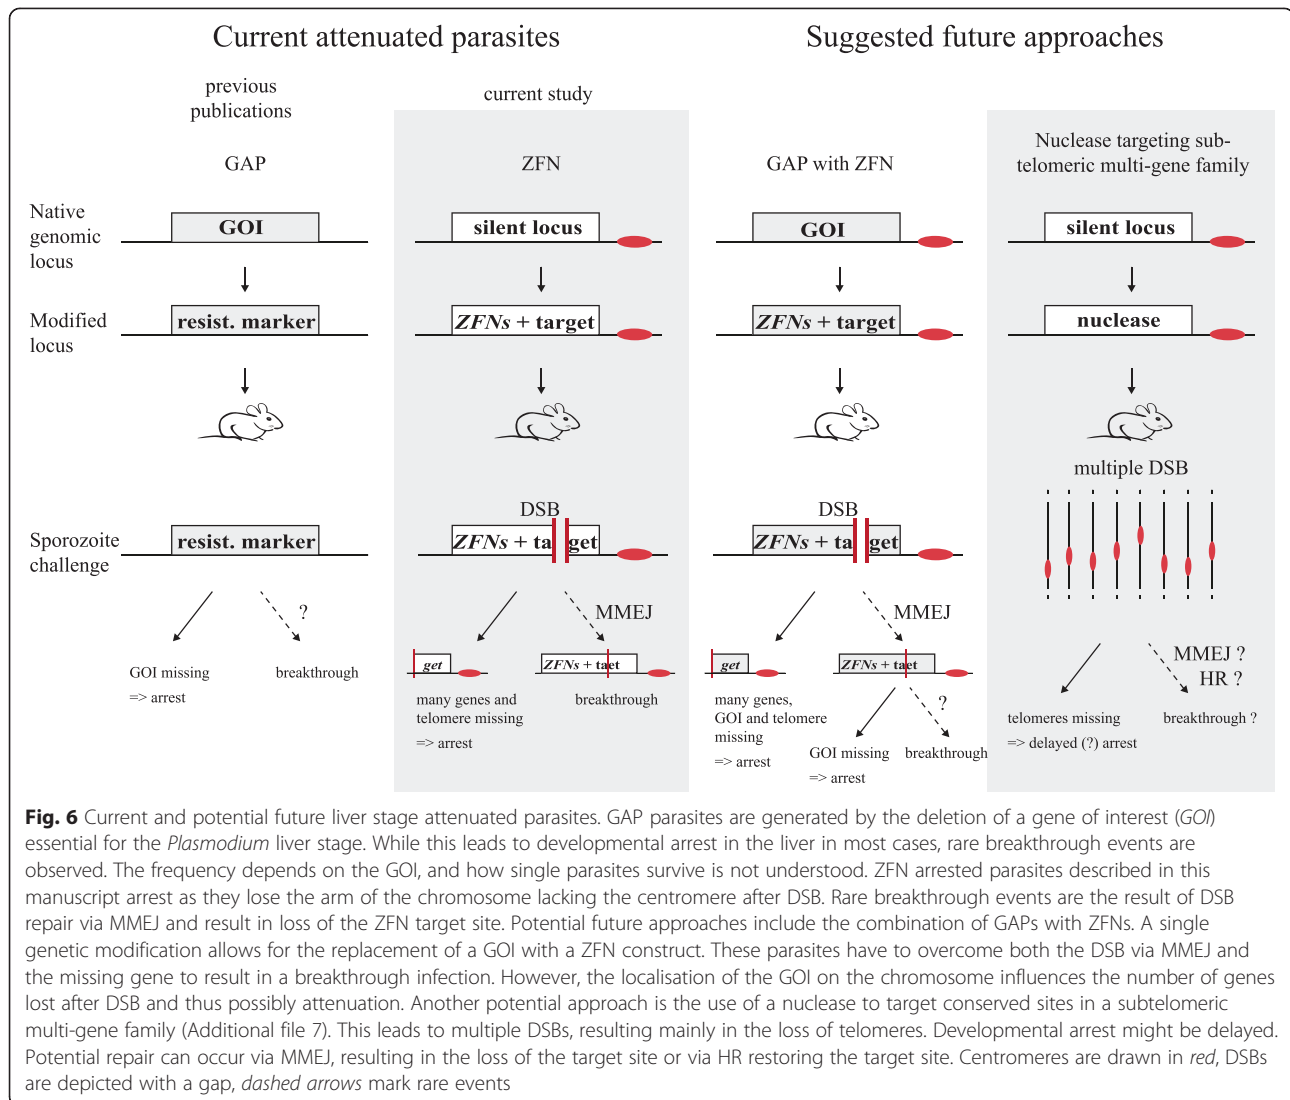 Current attenuated parasites
Suggested future approaches
previous
publications
current study
GAP
ZFN
GAP with ZFN
Nuclease targeting sub-
telomeric multi-gene family
Native
genomic
locus
GOI
silent locus
GOI
silent locus
Modified
locus
resist. marker
ZFNs + target
ZFNs + target
nuclease
multiple DSB
DSB
DSB
Sporozoite
challenge
resist. marker
ZFNs + ta get
ZFNs + ta get
?
MMEJ
MMEJ
MMEJ ?
HR ?
get
ZFNs + taet
get
ZFNs + taet
GOI missing
=> arrest
breakthrough
many genes and
telomere missing
=> arrest
breakthrough
many genes,
GOI and telomere
missing
=> arrest
?
GOI missing
=> arrest
breakthrough
telomeres missing
=> delayed (?) arrest
breakthrough ?
Fig. 6 Current and potential future liver stage attenuated parasites. GAP parasites are generated by the deletion of a gene of interest (GOI)
essential for the Plasmodium liver stage. While this leads to developmental arrest in the liver in most cases, rare breakthrough events are
observed. The frequency depends on the GOI, and how single parasites survive is not understood. ZFN arrested parasites described in this
manuscript arrest as they lose the arm of the chromosome lacking the centromere after DSB. Rare breakthrough events are the result of DSB
repair via MMEJ and result in loss of the ZFN target site. Potential future approaches include the combination of GAPs with ZFNs. A single
genetic modification allows for the replacement of a GOI with a ZFN construct. These parasites have to overcome both the DSB via MMEJ and
the missing gene to result in a breakthrough infection. However, the localisation of the GOI on the chromosome influences the number of genes
lost after DSB and thus possibly attenuation. Another potential approach is the use of a nuclease to target conserved sites in a subtelomeric
multi-gene family (Additional file 7). This leads to multiple DSBs, resulting mainly in the loss of telomeres. Developmental arrest might be delayed.
Potential repair can occur via MMEJ, resulting in the loss of the target site or via HR restoring the target site. Centromeres are drawn in red, DSBs
are depicted with a gap, dashed arrows mark rare events